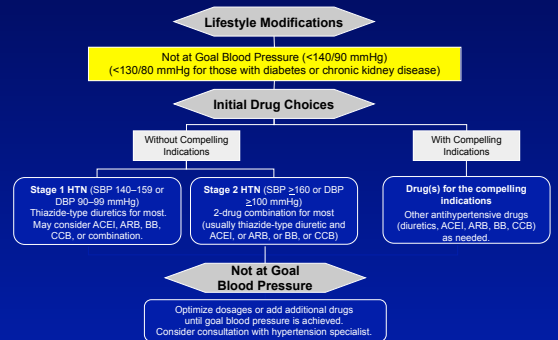 Lifestyle Modifications
Not at Goal Blood Pressure (<140/90 mmHg)
(<130/80 mmHg for those with diabetes or chronic kidney disease)
Initial Drug Choices
Without Compelling
Indications
With Compelling
Indications
Stage 1 HTN (SBP 140–159 or
DBP 90–99 mmHg)
Thiazide-type diuretics for most.
May consider ACEI, ARB, BB,
CCB, or combination.
Stage 2 HTN (SBP ≥160 or DBP
≥100 mmHg)
2-drug combination for most
(usually thiazide-type diuretic and
ACEI, or ARB, or BB, or CCB)
Drug(s) for the compelling
indications
Other antihypertensive drugs
(diuretics, ACEI, ARB, BB, CCB)
as needed.
Not at Goal
Blood Pressure
Optimize dosages or add additional drugs
until goal blood pressure is achieved.
Consider consultation with hypertension specialist.